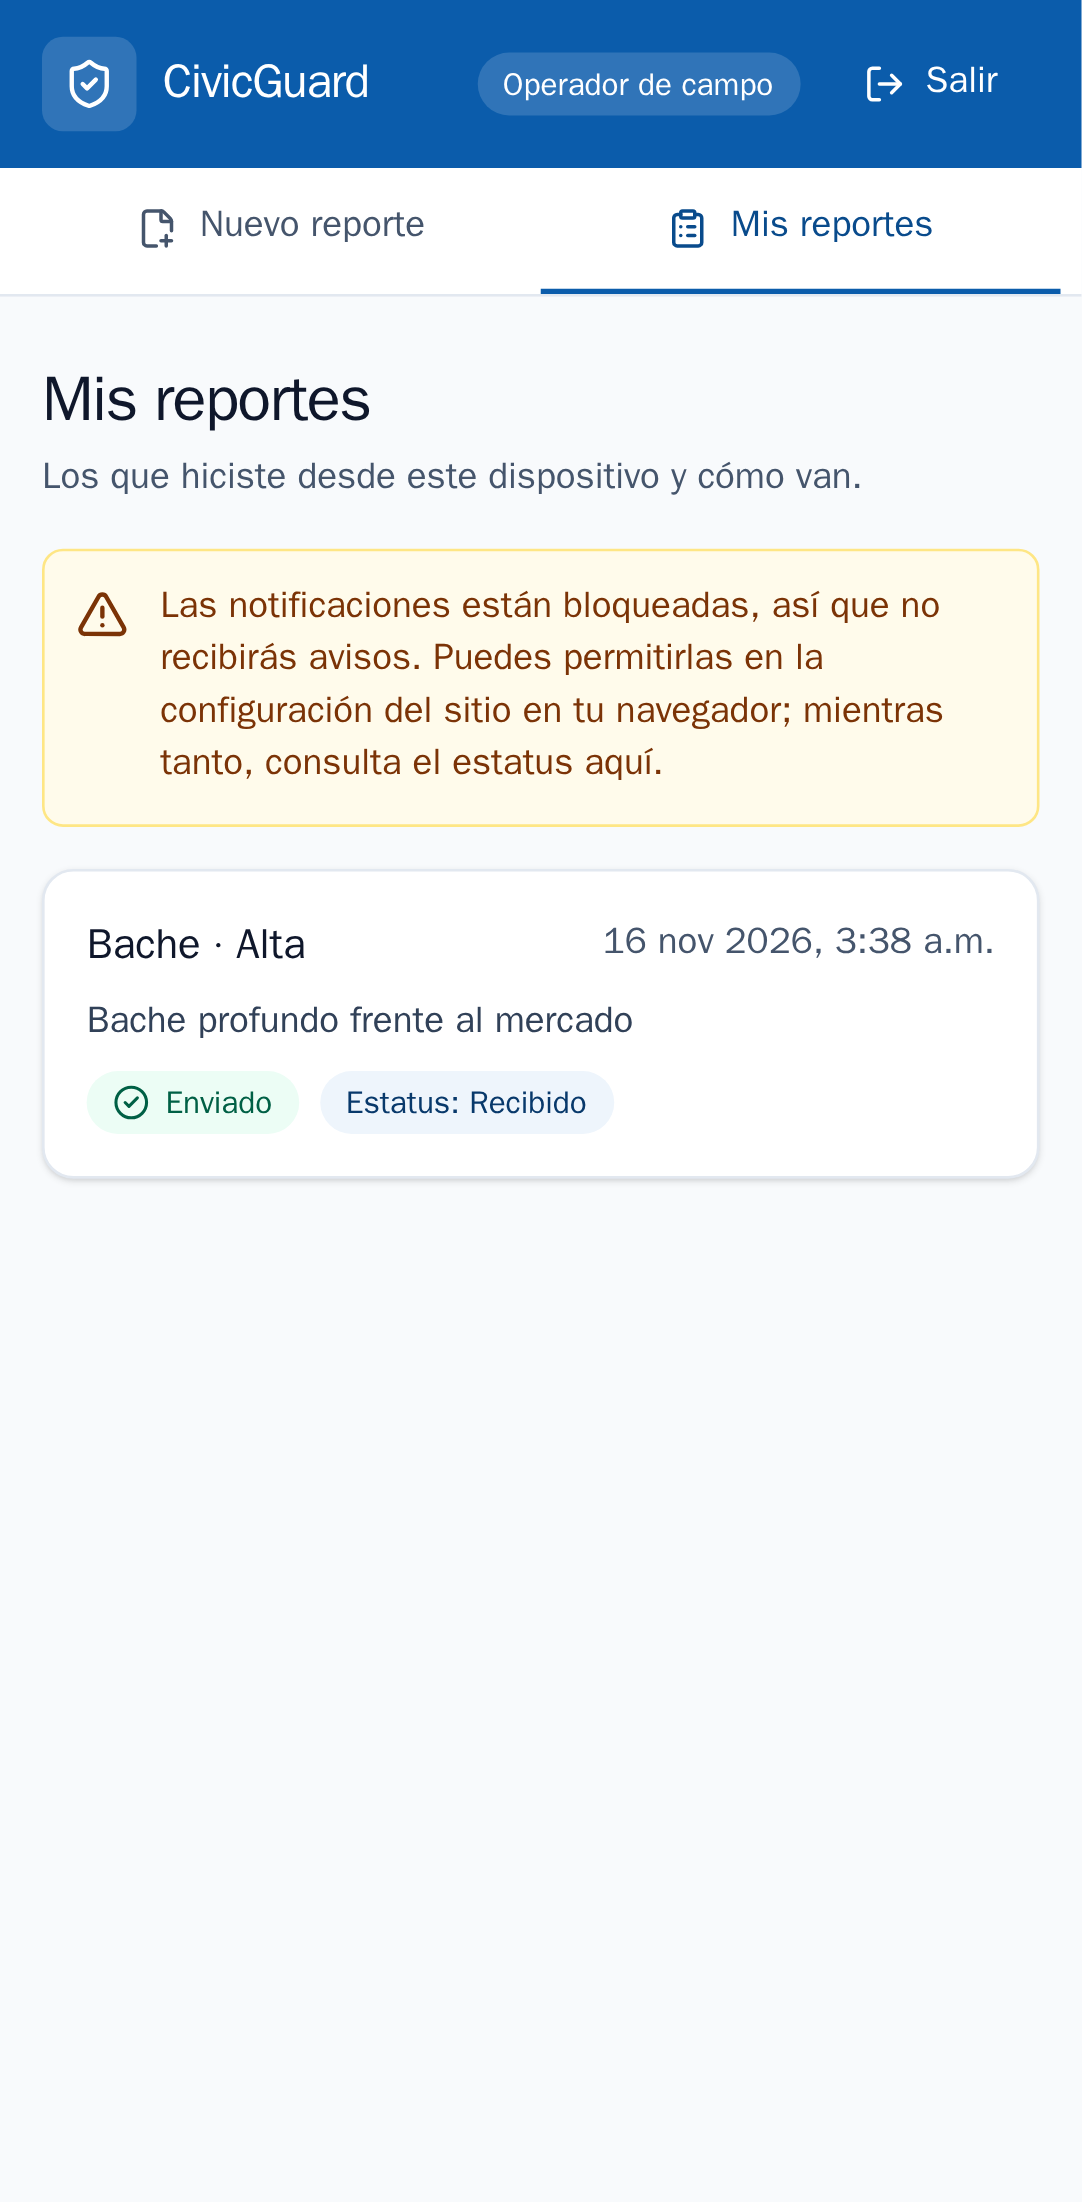 CivicGuard
Operador de campo
Salir
Nuevo reporte
Mis reportes
Mis reportes
Los que hiciste desde este dispositivo y cómo van.
Las notificaciones están bloqueadas, así que no
recibirás avisos. Puedes permitirlas en la
configuración del sitio en tu navegador; mientras
tanto, consulta el estatus aquí.
Bache · Alta
16 nov 2026, 3:38 a.m.
Bache profundo frente al mercado
Enviado
Estatus: Recibido